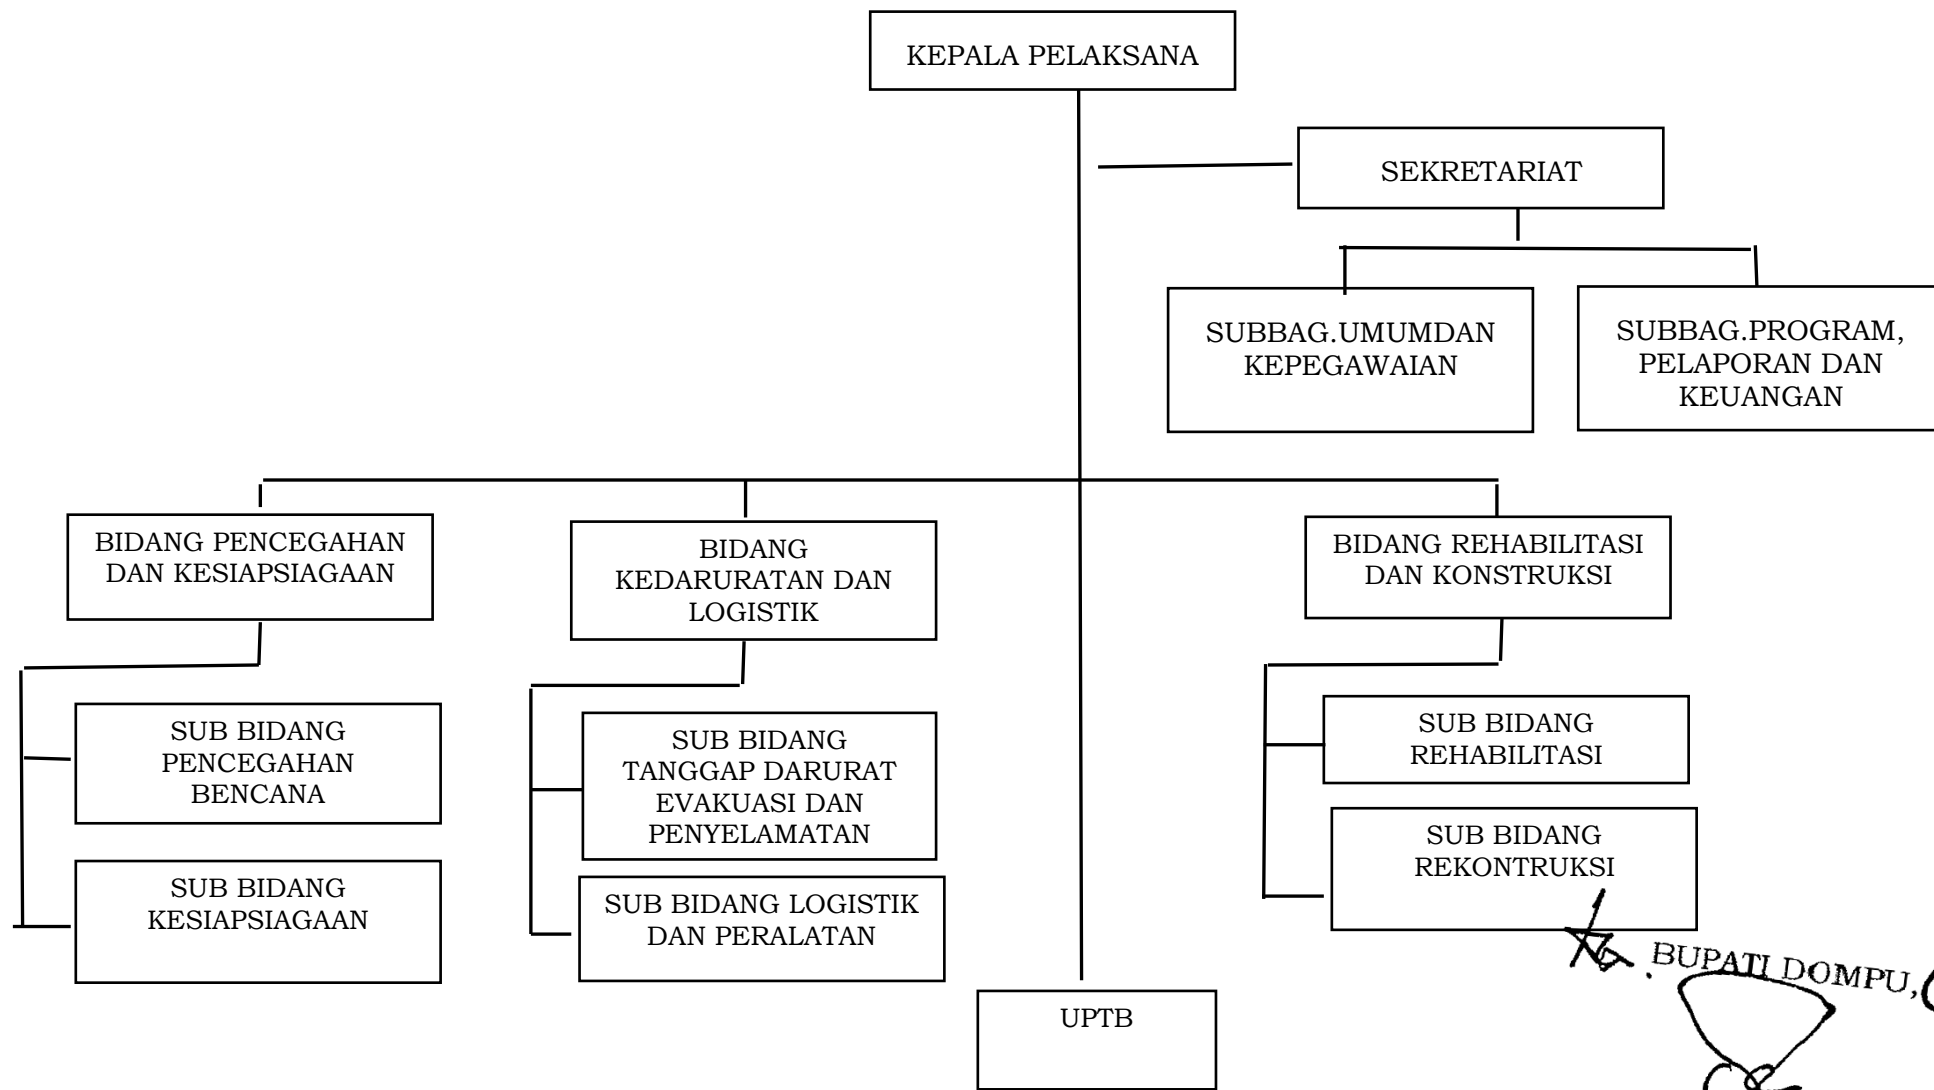 KEPALA PELAKSANA
SEKRETARIAT
SUBBAG.UMUMDAN
KEPEGAWAIAN
SUBBAG.PROGRAM,
PELAPORAN DAN
KEUANGAN
BIDANG PENCEGAHAN
DAN KESIAPSIAGAAN
BIDANG
KEDARURATAN DAN
LOGISTIK
BIDANG REHABILITASI
DAN KONSTRUKSI
SUB BIDANG
PENCEGAHAN
BENCANA
SUB BIDANG
KESIAPSIAGAAN
SUB BIDANG
TANGGAP DARURAT
EVAKUASI DAN
PENYELAMATAN
SUB BIDANG LOGISTIK
DAN PERALATAN
SUB BIDANG
REHABILITASI
SUB BIDANG
REKONTRUKSI
UPTB
BUPATI DOMPU,